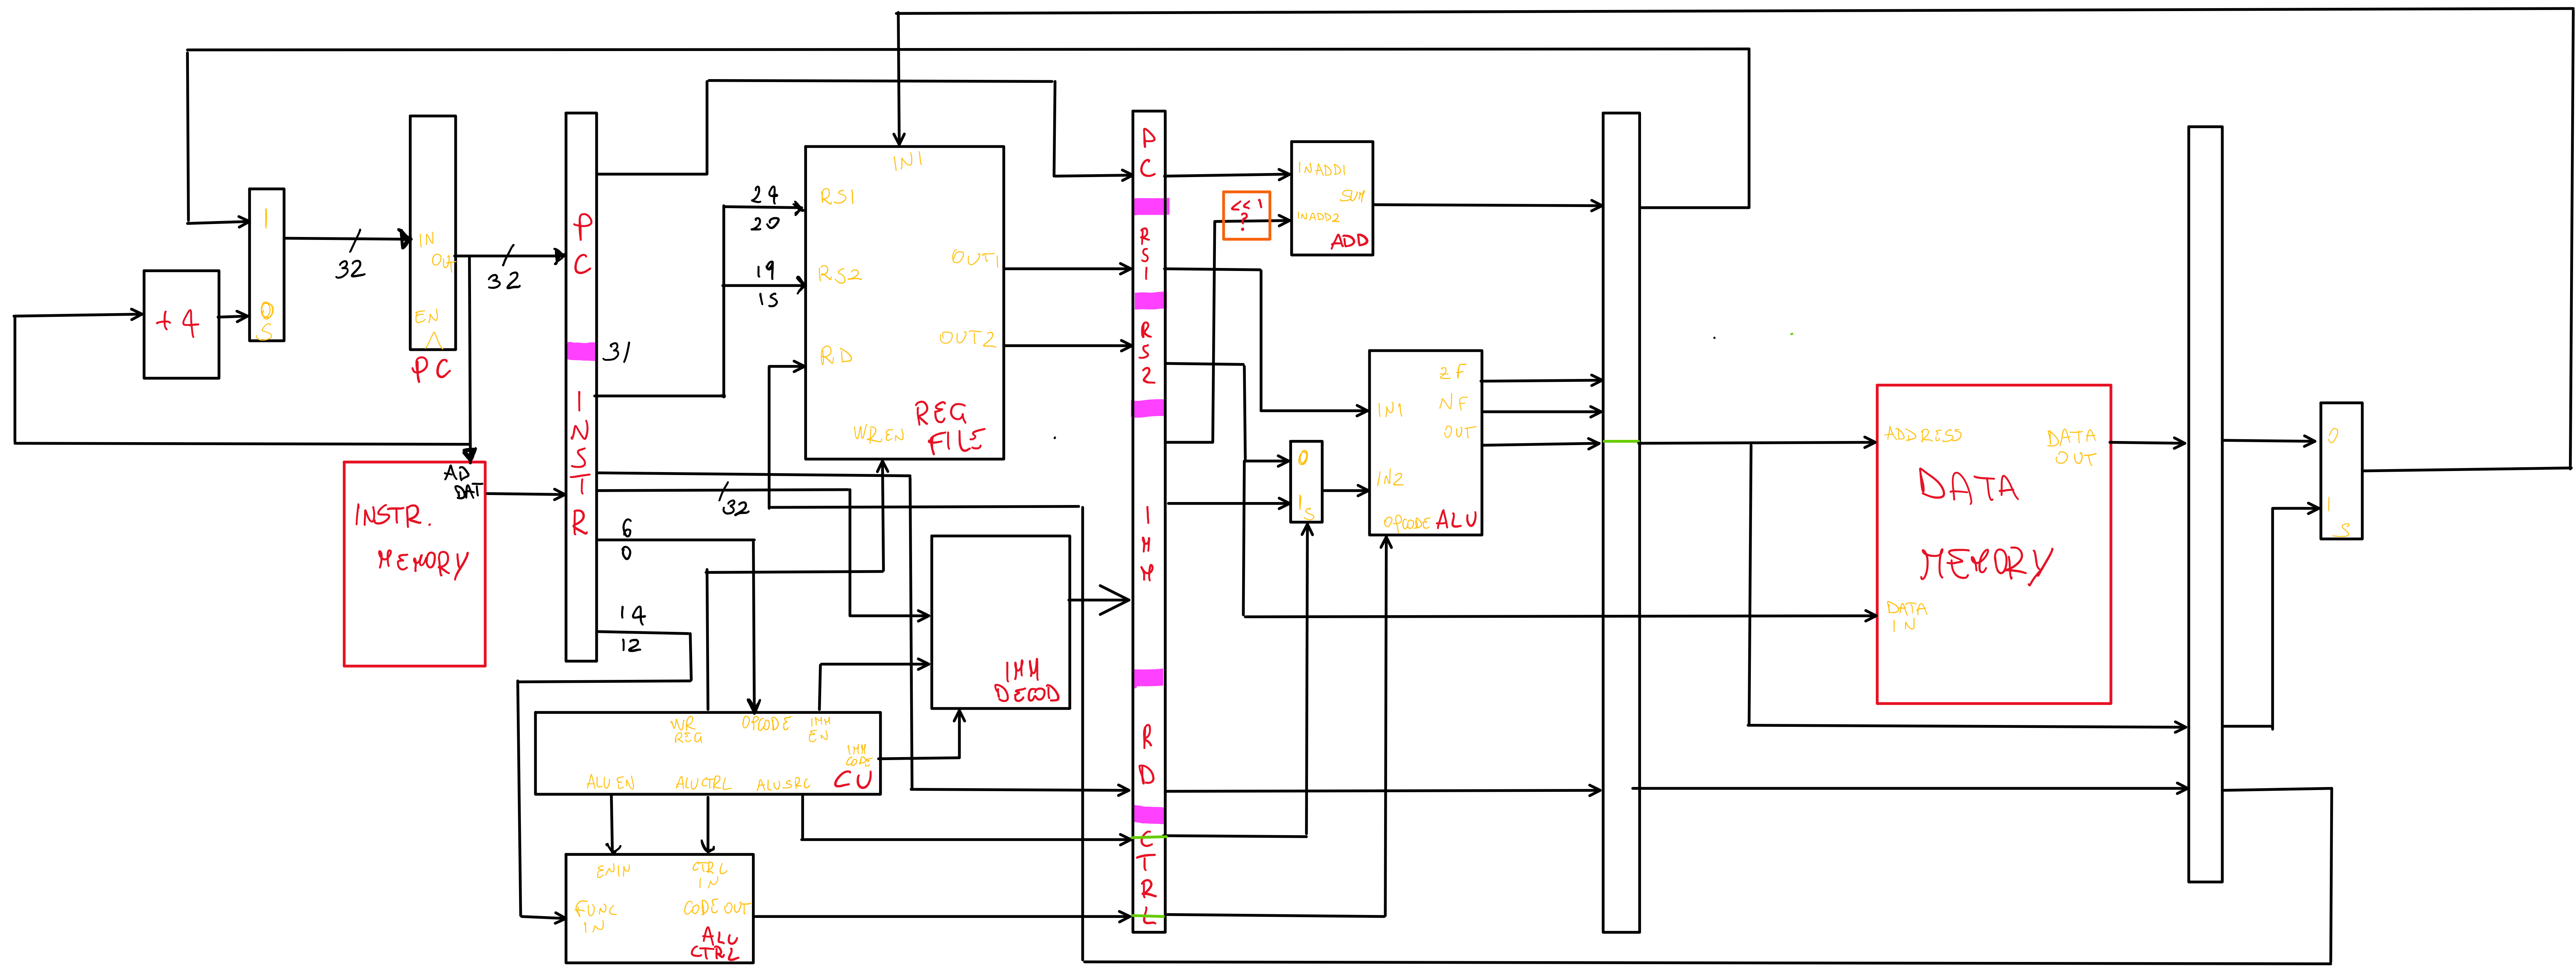 1
0
S
+4
32
IN
OUT
EN
PC
32
INSTR.
MEMORY
AD
DAT
PC
INSTR
31
24
20
19
15
32
6
0
14
12
IN1
RS1
RS2
RD
OUT1
OUT2
WREN
REG
FILE
IMM
DECOD
WR
REG
OPCODE
IMM
EN
IMM
CODE
ALU EN
ALU CTRL
ALU SRC
CU
ENIN
CTRL
IN
FUNC
IN
CODE OUT
ALU
CTRL
PC
RS1
RS2
IMM
RD
CTRL
<<1
?
INADD1
SUM
INADD2
ADD
0
1
S
ZF
NF
OUT
IN1
IN2
OPCODE
ALU
ADDRESS
DATA
OUT
DATA
MEMORY
DATA
IN
0
1
S